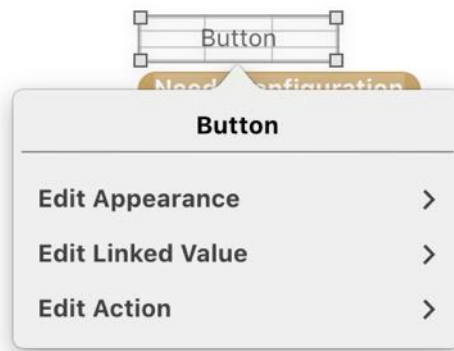 Button
Button
Edit Appearance
Edit Linked Value
Edit Action